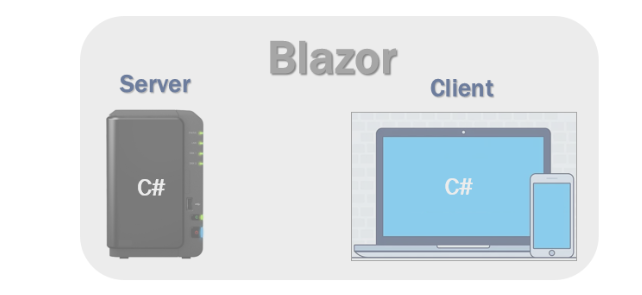 Blazor
Server
Client
C#
C#